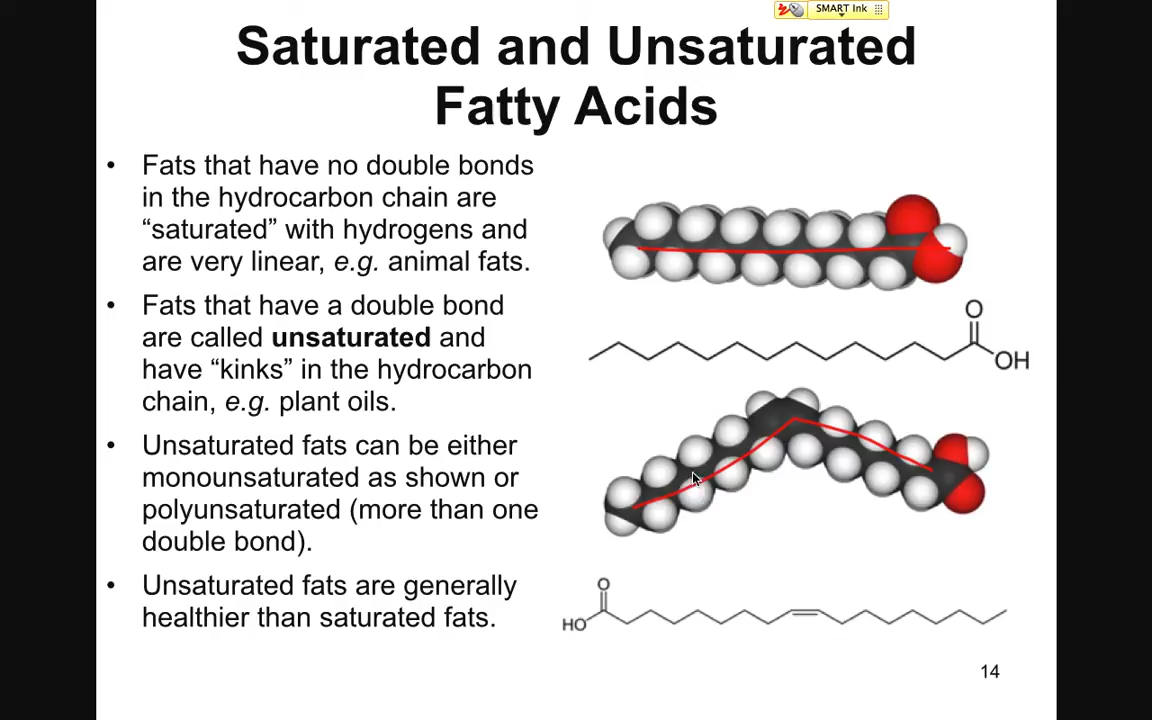 SMART Ink
Saturated and Unsaturated
Fatty Acids
• Fats that have no double bonds
in the hydrocarbon chain are
“saturated” with hydrogens and
are very linear, e.g. animal fats.
• Fats that have a double bond
are called unsaturated and
have “kinks” in the hydrocarbon
chain, e.g. plant oils.
• Unsaturated fats can be either
monounsaturated as shown or
polyunsaturated (more than one
double bond).
• Unsaturated fats are generally
healthier than saturated fats.
O
OH
O
HO
14